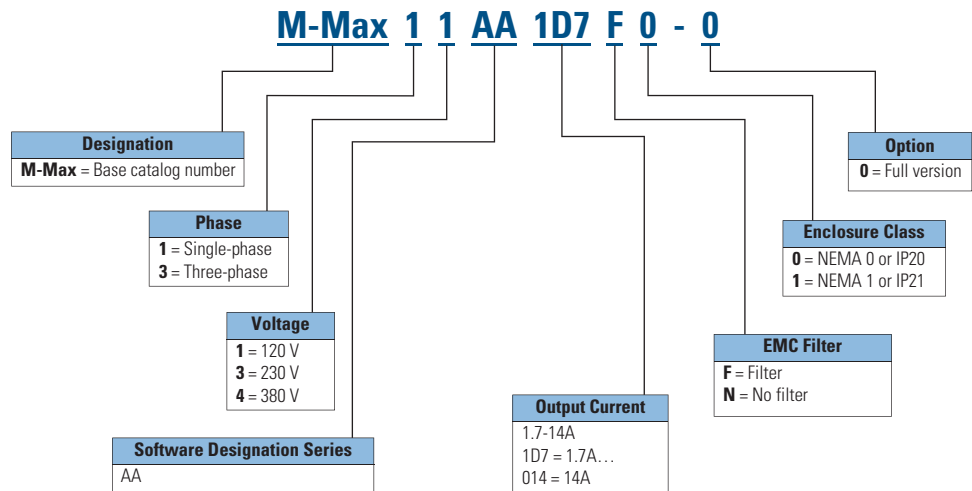 M-Max 1 1 AA 1D7 F 0 - 0
Designation
M-Max = Base catalog number
Phase
1 = Single-phase
3 = Three-phase
Voltage
1 = 120 V
3 = 230 V
4 = 380 V
Software Designation Series
AA
Output Current
1.7-14A
1D7 = 1.7A…
014 = 14A
EMC Filter
F = Filter
N = No filter
Enclosure Class
0 = NEMA 0 or IP20
1 = NEMA 1 or IP21
Option
0 = Full version